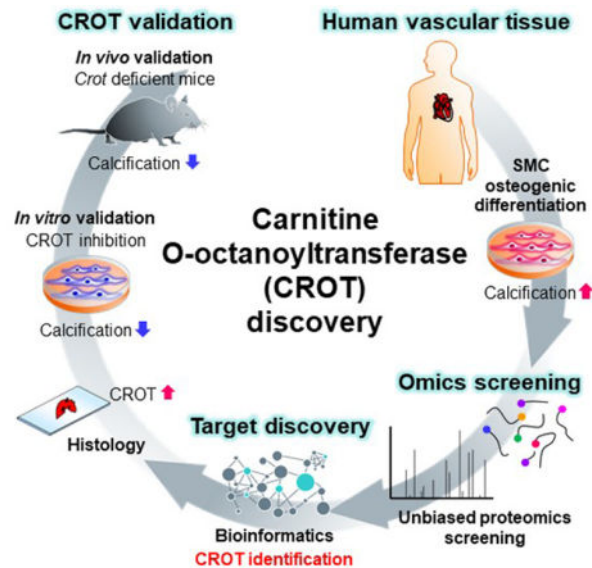 CROT validation
In vivo validation
Crot deficient mice
Calcification
In vitro validation
CROT inhibition
Calcification
CROT
Histology
Human vascular tissue
SMC
osteogenic
differentiation
Calcification
Carnitine
O-octanoyltransferase
(CROT)
discovery
Omics screening
Unbiased proteomics
screening
Target discovery
Bioinformatics
CROT identification